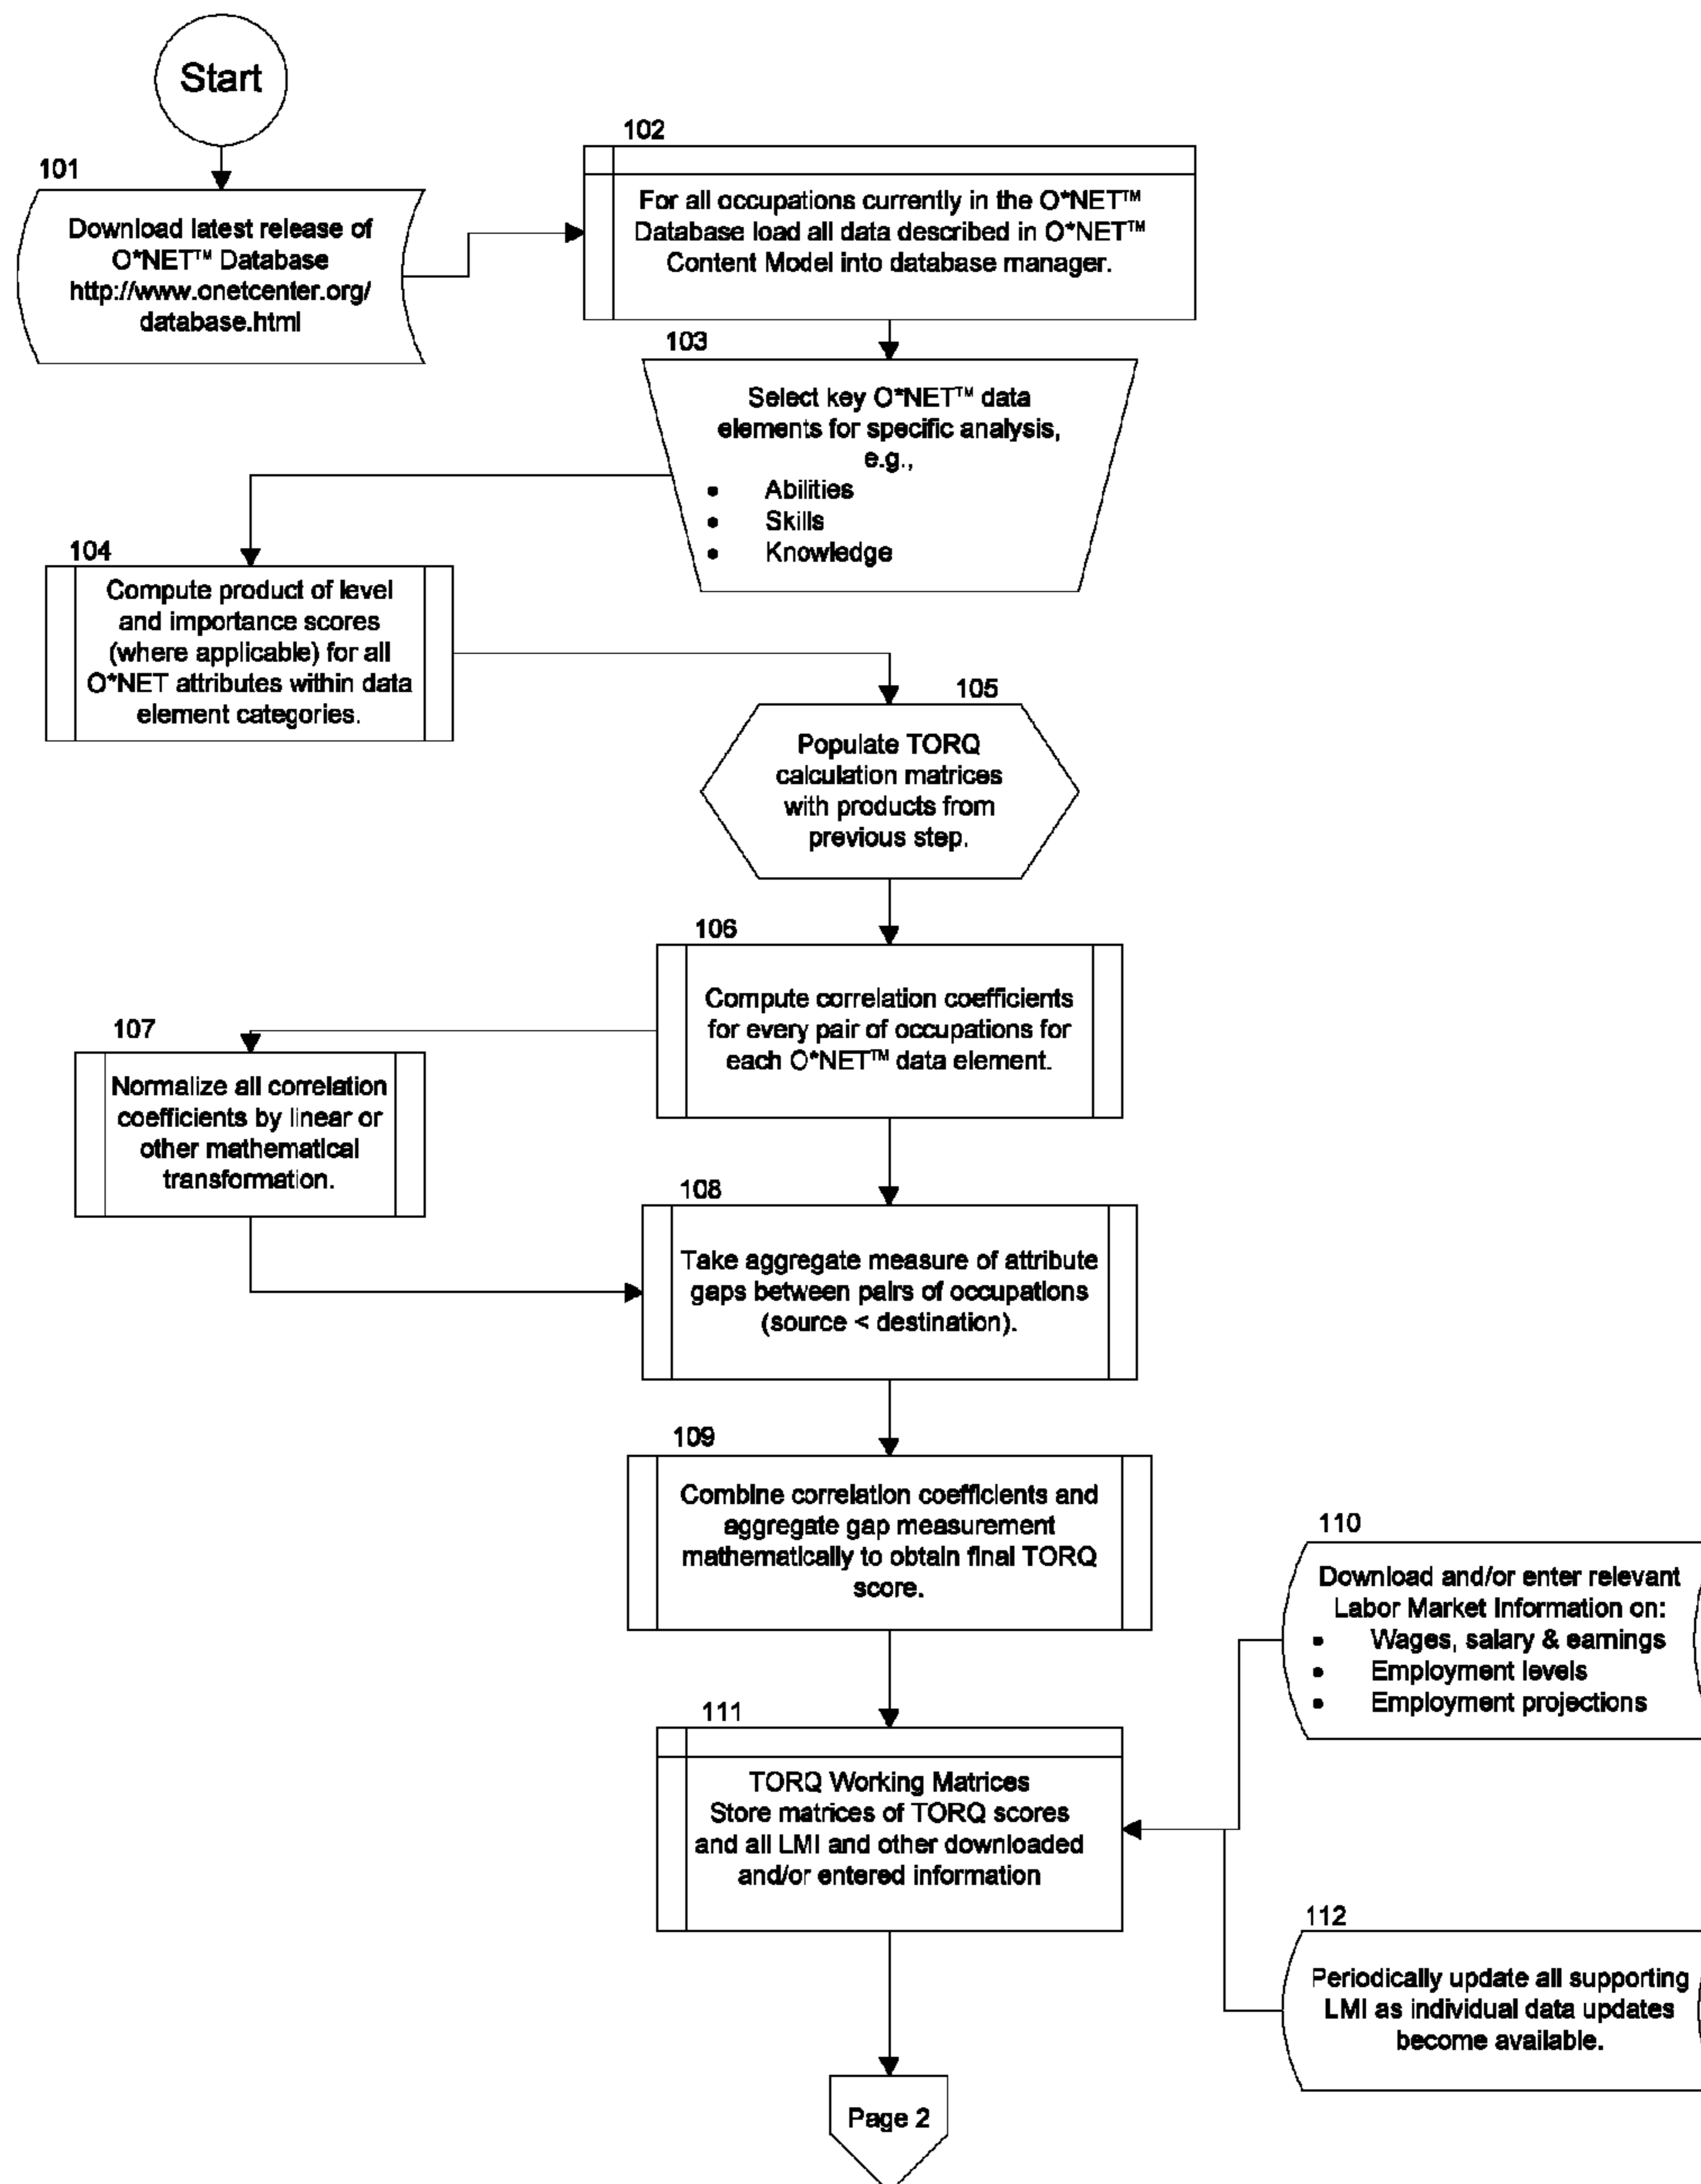 Start
101
Download latest release of
O*NET™ Database
http://www.onetcenter.org/
database.html
102
For all occupations currently in the O*NET™
Database load all data described in O*NET™
Content Model into database manager.
103
Select key O*NET™ data
elements for specific analysis,
e.g.,
• Abilities
• Skills
• Knowledge
104
Compute product of level
and importance scores
(where applicable) for all
O*NET attributes within data
element categories.
105
Populate TORQ
calculation matrices
with products from
previous step.
106
Compute correlation coefficients
for every pair of occupations for
each O*NET™ data element.
107
Normalize all correlation
coefficients by linear or
other mathematical
transformation.
108
Take aggregate measure of attribute
gaps between pairs of occupations
(source < destination).
109
Combine correlation coefficients and
aggregate gap measurement
mathematically to obtain final TORQ
score.
110
Download and/or enter relevant
Labor Market Information on:
• Wages, salary & earnings
• Employment levels
• Employment projections
111
TORQ Working Matrices
Store matrices of TORQ scores
and all LMI and other downloaded
and/or entered information
112
Periodically update all supporting
LMI as individual data updates
become available.
Page 2